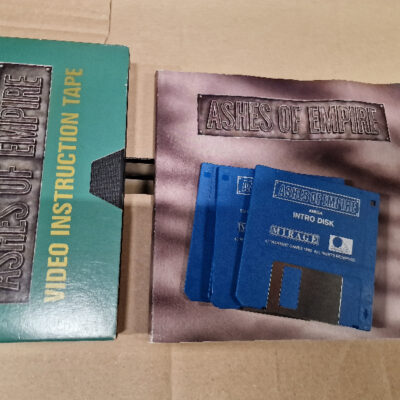 ASHES OF EMPIRE
VIDEO INSTRUCTION TAPE
ASHES OF EMPIRE
ASHES OF EMPIRE
AMIGA
INTRO DISK
MIRAGE